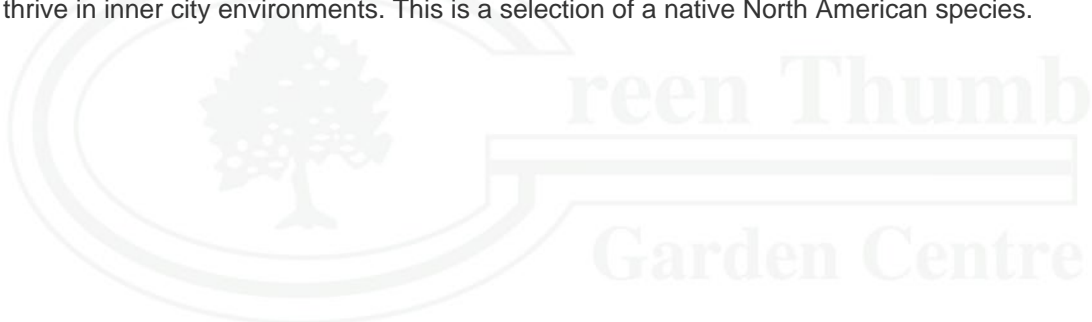 thrive in inner city environments. This is a selection of a native North American species.
reen Thumb
Garden Centre